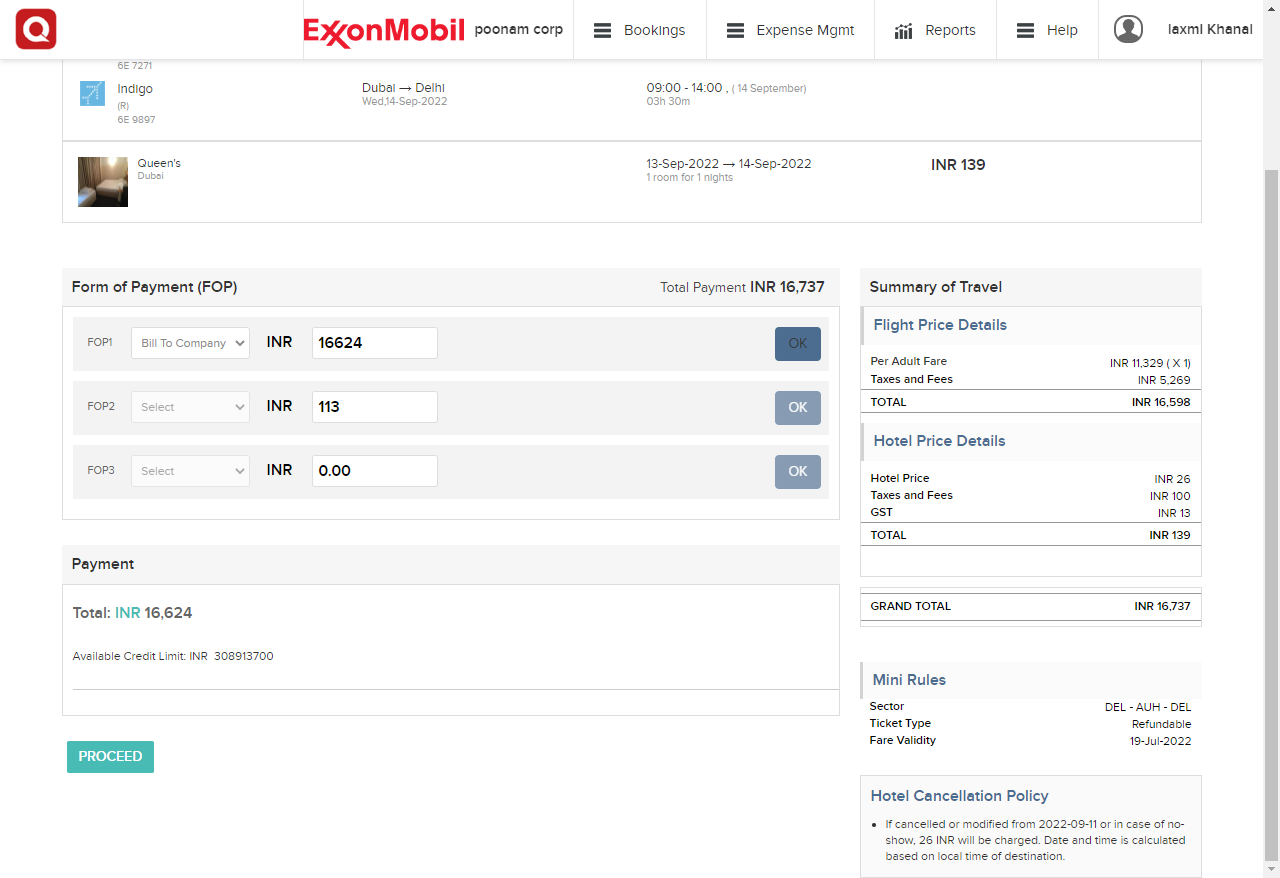 Q
ExxonMobil poonam corp
Bookings
Expense Mgmt
Reports
Help
laxmi Khanal
6E 7271
Indigo
(R)
6E 9897
Dubai → Delhi
Wed,14-Sep-2022
09:00 - 14:00 , ( 14 September)
03h 30m
Queen's
Dubai
13-Sep-2022 → 14-Sep-2022
1 room for 1 nights
INR 139
Form of Payment (FOP)
Total Payment INR 16,737
FOP1 Bill To Company INR 16624 OK
FOP2 Select INR 113 OK
FOP3 Select INR 0.00 OK
Payment
Total: INR 16,624
Available Credit Limit: INR 308913700
PROCEED
Summary of Travel
Flight Price Details
Per Adult Fare INR 11,329 ( X 1)
Taxes and Fees INR 5,269
TOTAL INR 16,598
Hotel Price Details
Hotel Price INR 26
Taxes and Fees INR 100
GST INR 13
TOTAL INR 139
GRAND TOTAL INR 16,737
Mini Rules
Sector DEL - AUH - DEL
Ticket Type Refundable
Fare Validity 19-Jul-2022
Hotel Cancellation Policy
• If cancelled or modified from 2022-09-11 or in case of no-
show, 26 INR will be charged. Date and time is calculated
based on local time of destination.